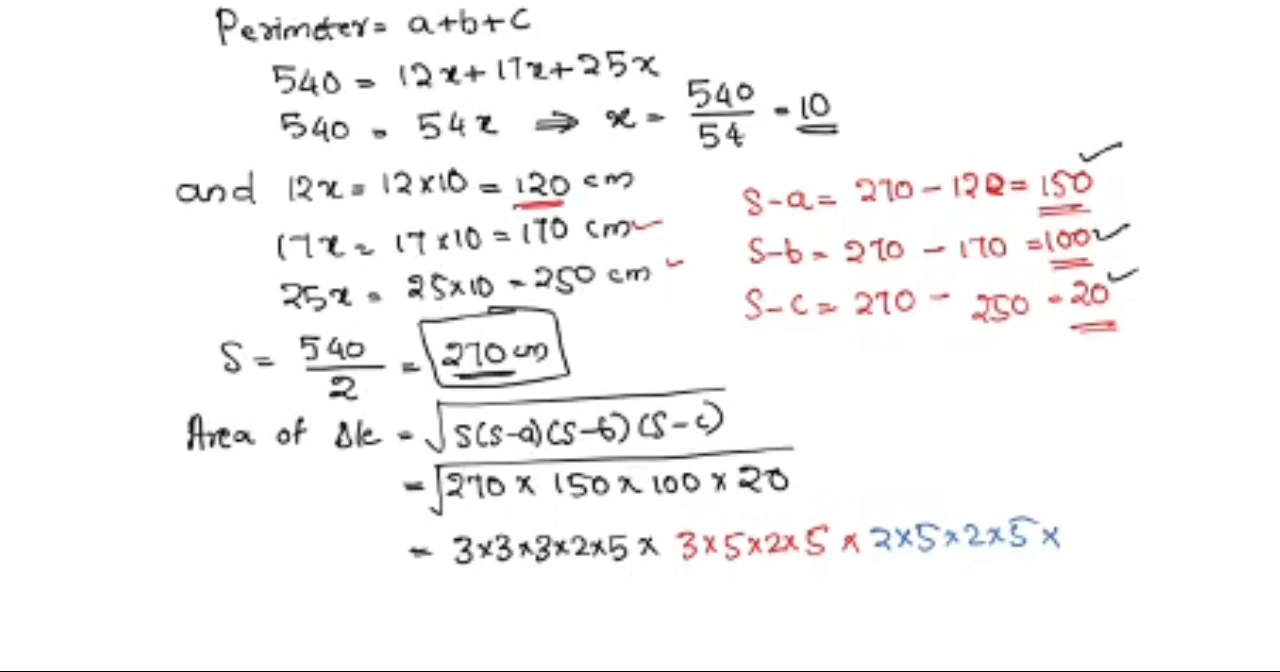 Perimeter = a+b+c
540 = 12x+17x+25x
540 = 54x ⇒ x = 540/54 = 10
and 12x = 12×10 = 120 cm
17x = 17×10 = 170 cm
25x = 25×10 = 250 cm
S-a = 270 - 120 = 150
S-b = 270 - 170 = 100
S-c = 270 - 250 = 20
S = 540/2 = 270 cm
Area of Δle = √S(S-a)(S-b)(S-c)
= √270 × 150 × 100 × 20
= 3×3×3×2×5 × 3×5×2×5 × 2×5×2×5×